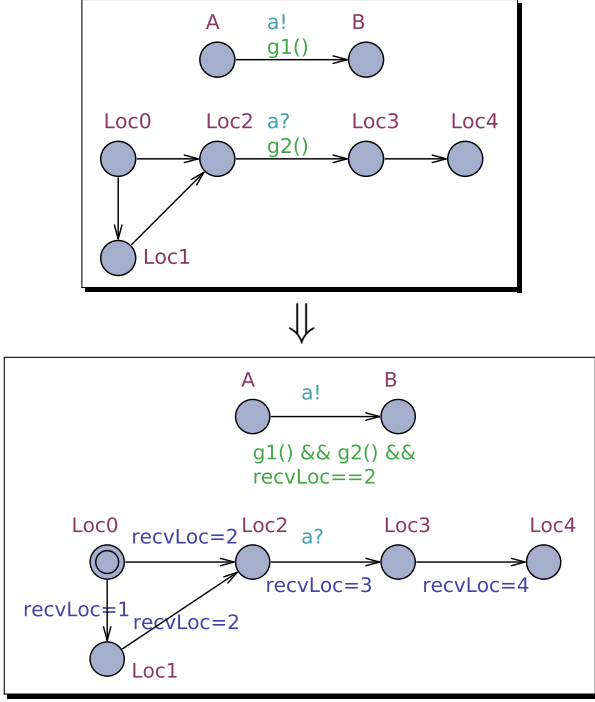 A
B
a!
g1()
Loc0
Loc2
a?
Loc3
Loc4
g2()
Loc1
A
B
a!
g1() && g2() &&
recvLoc==2
Loc0
recvLoc=2
Loc2
a?
Loc3
Loc4
recvLoc=3
recvLoc=4
recvLoc=1
recvLoc=2
Loc1